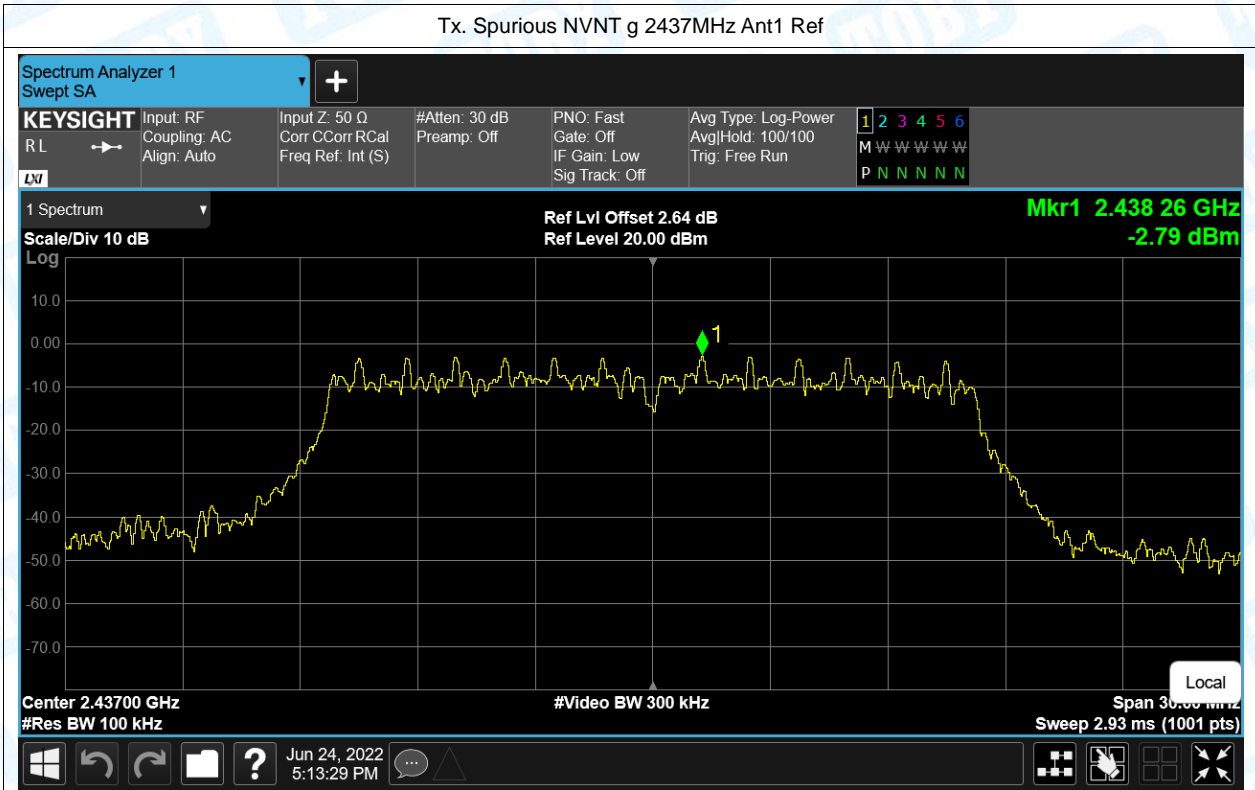 Tx. Spurious NVNT g 2437MHz Ant1 Ref
Spectrum Analyzer 1
Swept SA
KEYSIGHT
R L
LXI
Input: RF
Coupling: AC
Align: Auto
Input Z: 50 Ω
Corr CCorr RCal
Freq Ref: Int (S)
#Atten: 30 dB
Preamp: Off
PNO: Fast
Gate: Off
IF Gain: Low
Sig Track: Off
Avg Type: Log-Power
Avg|Hold: 100/100
Trig: Free Run
1 2 3 4 5 6
M W W W W W
P N N N N N
1 Spectrum
Scale/Div 10 dB
Log
Ref Lvl Offset 2.64 dB
Ref Level 20.00 dBm
Mkr1 2.438 26 GHz
-2.79 dBm
10.0
0.00
-10.0
-20.0
-30.0
-40.0
-50.0
-60.0
-70.0
1
Center 2.43700 GHz
#Res BW 100 kHz
#Video BW 300 kHz
Local
Span 30.00 MHz
Sweep 2.93 ms (1001 pts)
?
Jun 24, 2022
5:13:29 PM